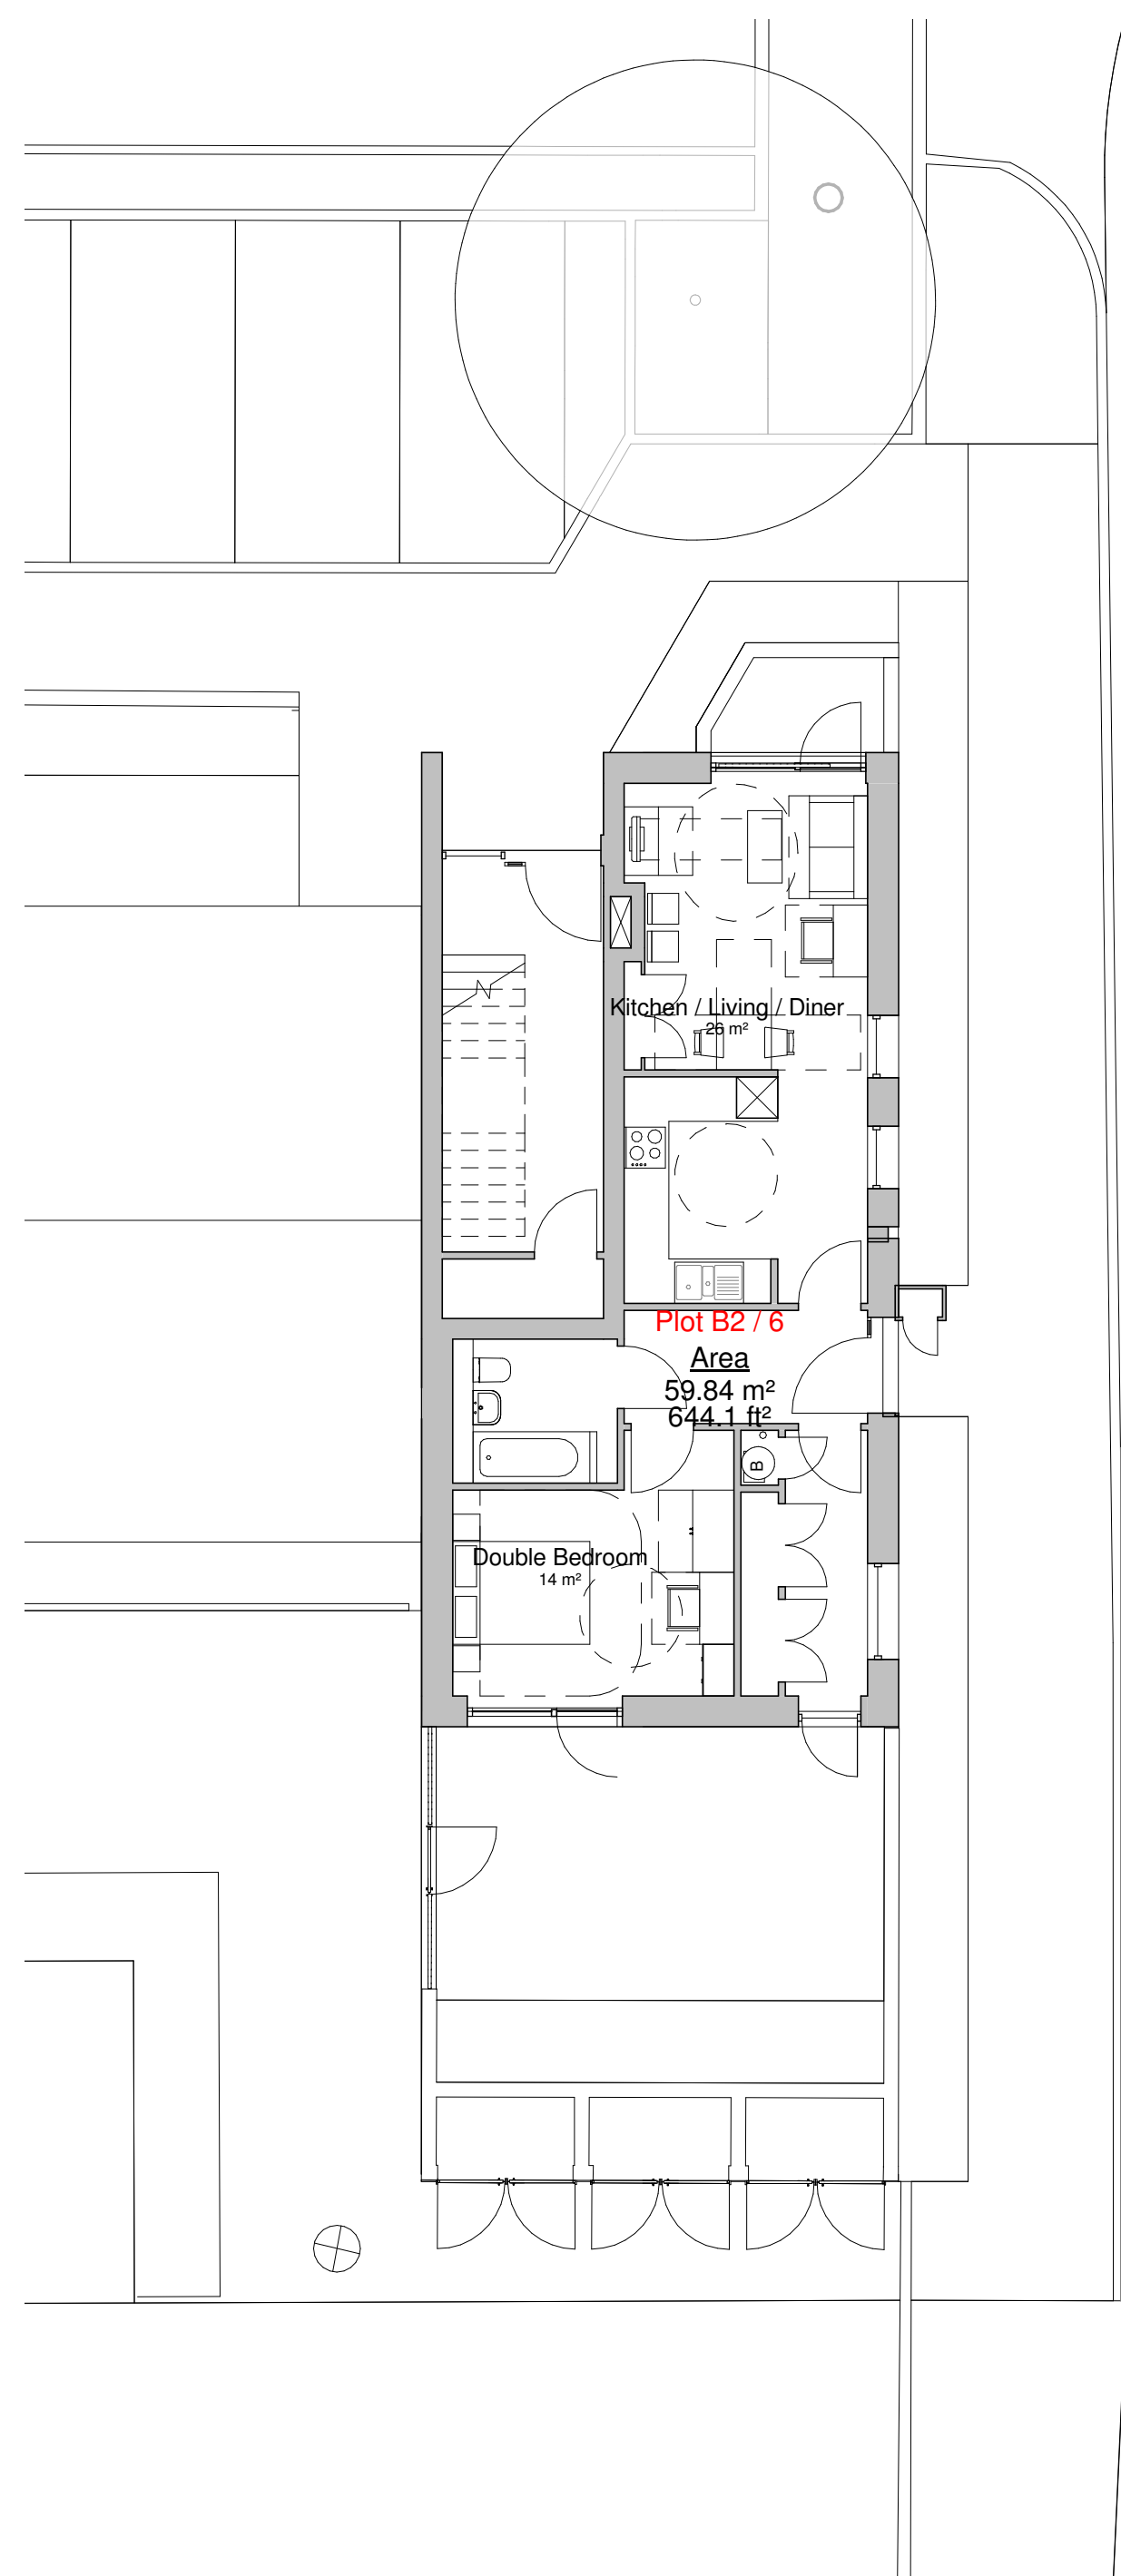 Kitchen / Living / Diner
26 m²
Plot B2 / 6
Area
59.84 m²
644.1 ft²
B
Double Bedroom
14 m²